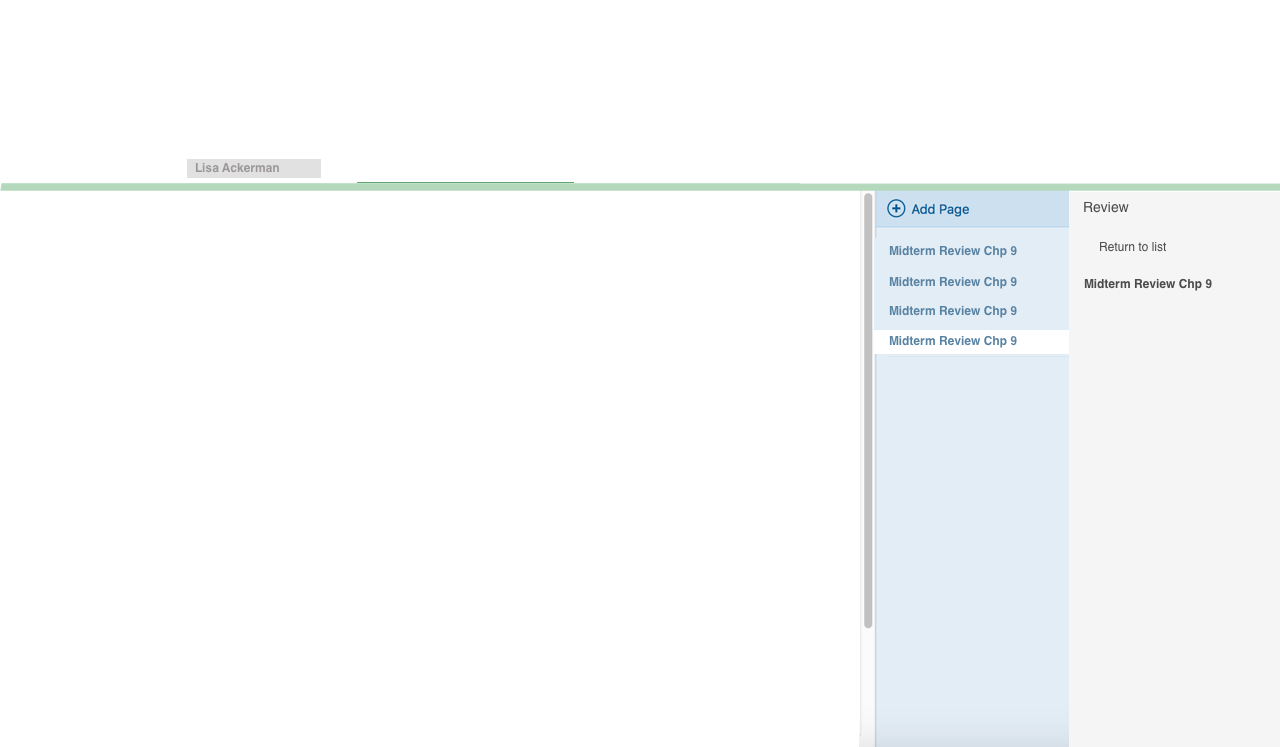 Lisa Ackerman
Add Page
Midterm Review Chp 9
Midterm Review Chp 9
Midterm Review Chp 9
Midterm Review Chp 9
Review
Return to list
Midterm Review Chp 9